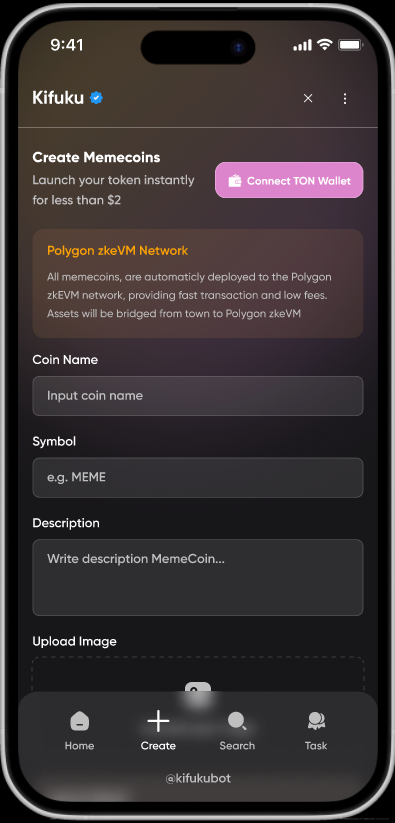 9:41
Kifuku
Create Memecoins
Launch your token instantly
for less than $2
Connect TON Wallet
Polygon zkeVM Network
All memecoins, are automaticly deployed to the Polygon
zkEVM network, providing fast transaction and low fees.
Assets will be bridged from town to Polygon zkeVM
Coin Name
Input coin name
Symbol
e.g. MEME
Description
Write description MemeCoin...
Upload Image
Home
Create
Search
Task
@kifukubot